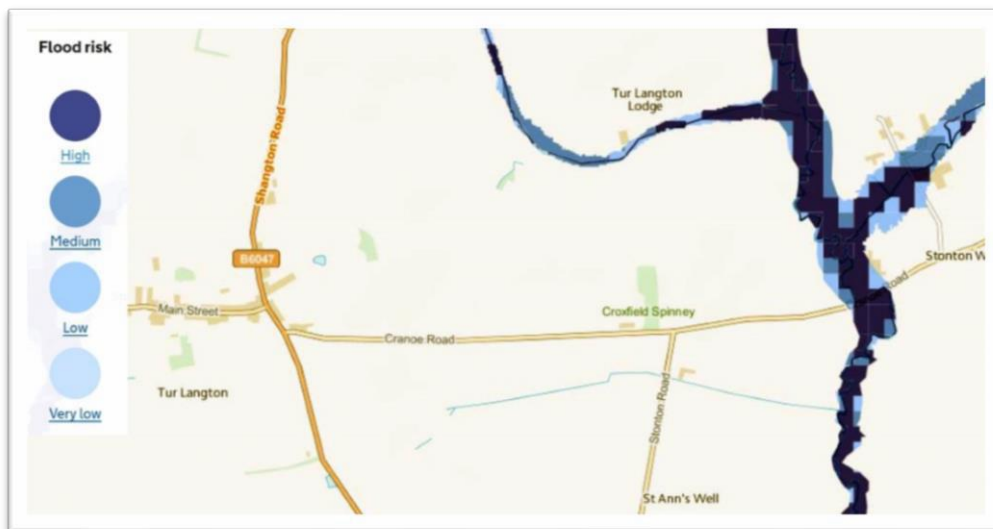 Flood risk
High
Medium
Low
Very low
Shangton Road
B6047
Main Street
Tur Langton
Cranoe Road
Tur Langton
Lodge
Croxfield Spinney
Stonton Road
St Ann's Well
Stonton W
Road